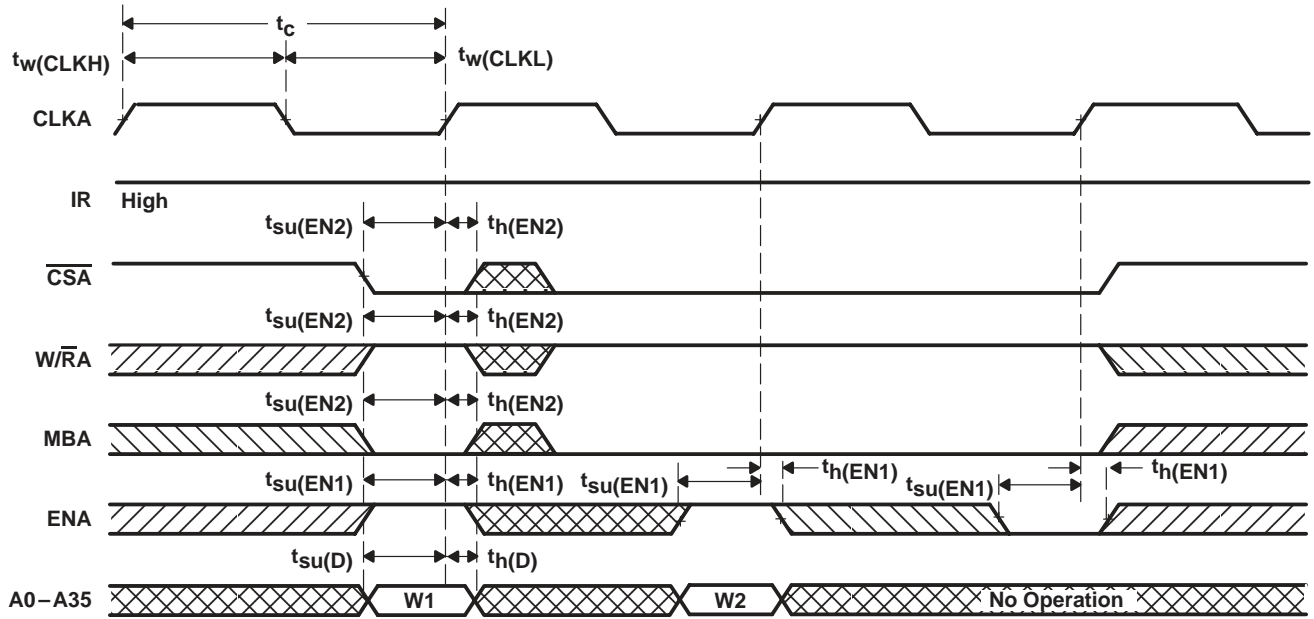 tc
tw(CLKH)
tw(CLKL)
CLKA
IR
High
tsu(EN2)
th(EN2)
CSA
tsu(EN2)
th(EN2)
W/RA
tsu(EN2)
th(EN2)
MBA
tsu(EN1)
th(EN1)
tsu(EN1)
th(EN1)
tsu(EN1)
th(EN1)
ENA
tsu(D)
th(D)
A0–A35
W1
W2
No Operation